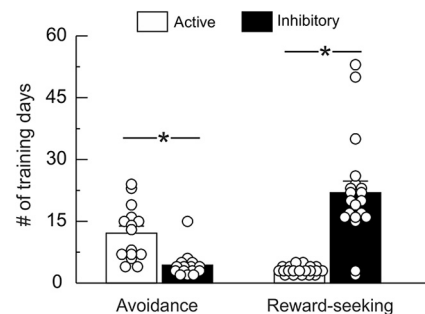 Active Inhibitory
60
45
30
15
0
# of training days
*
*
Avoidance Reward-seeking